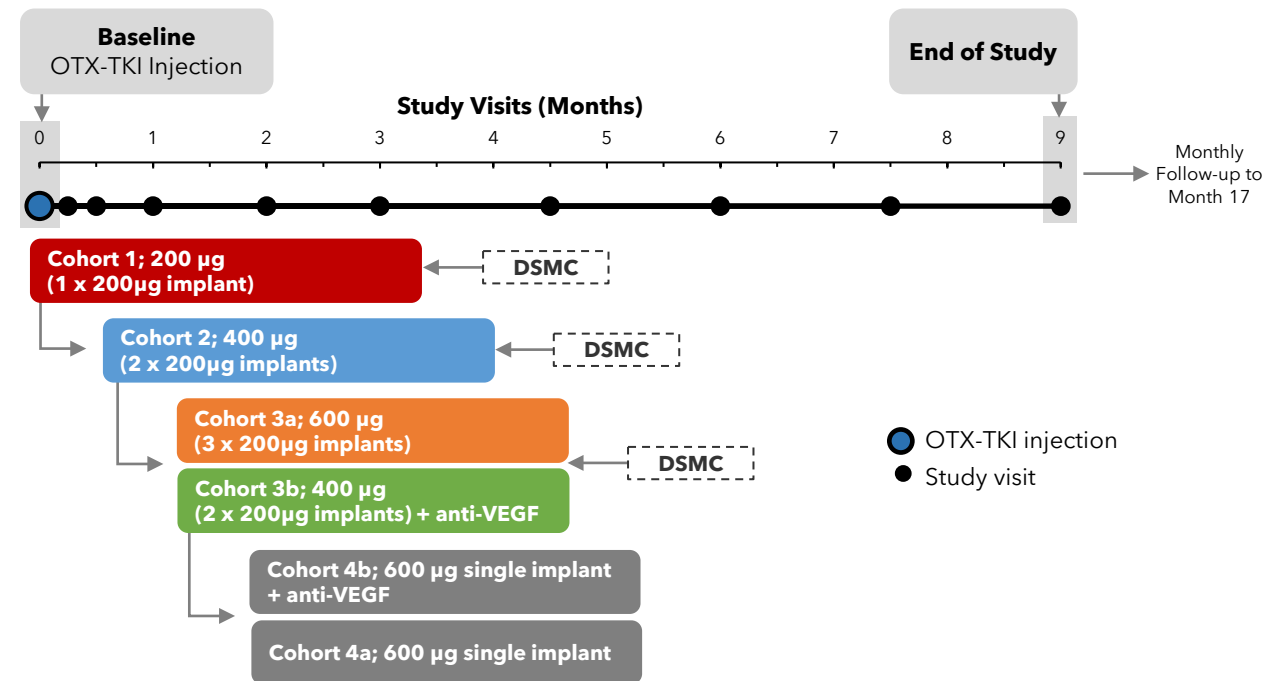 Baseline
OTX-TKI Injection
End of Study
Study Visits (Months)
0 1 2 3 4 5 6 7 8 9
Monthly
Follow-up to
Month 17
Cohort 1; 200 µg
(1 x 200µg implant)
DSMC
Cohort 2; 400 µg
(2 x 200µg implants)
DSMC
Cohort 3a; 600 µg
(3 x 200µg implants)
DSMC
Cohort 3b; 400 µg
(2 x 200µg implants) + anti-VEGF
OTX-TKI injection
Study visit
Cohort 4b; 600 µg single implant
+ anti-VEGF
Cohort 4a; 600 µg single implant